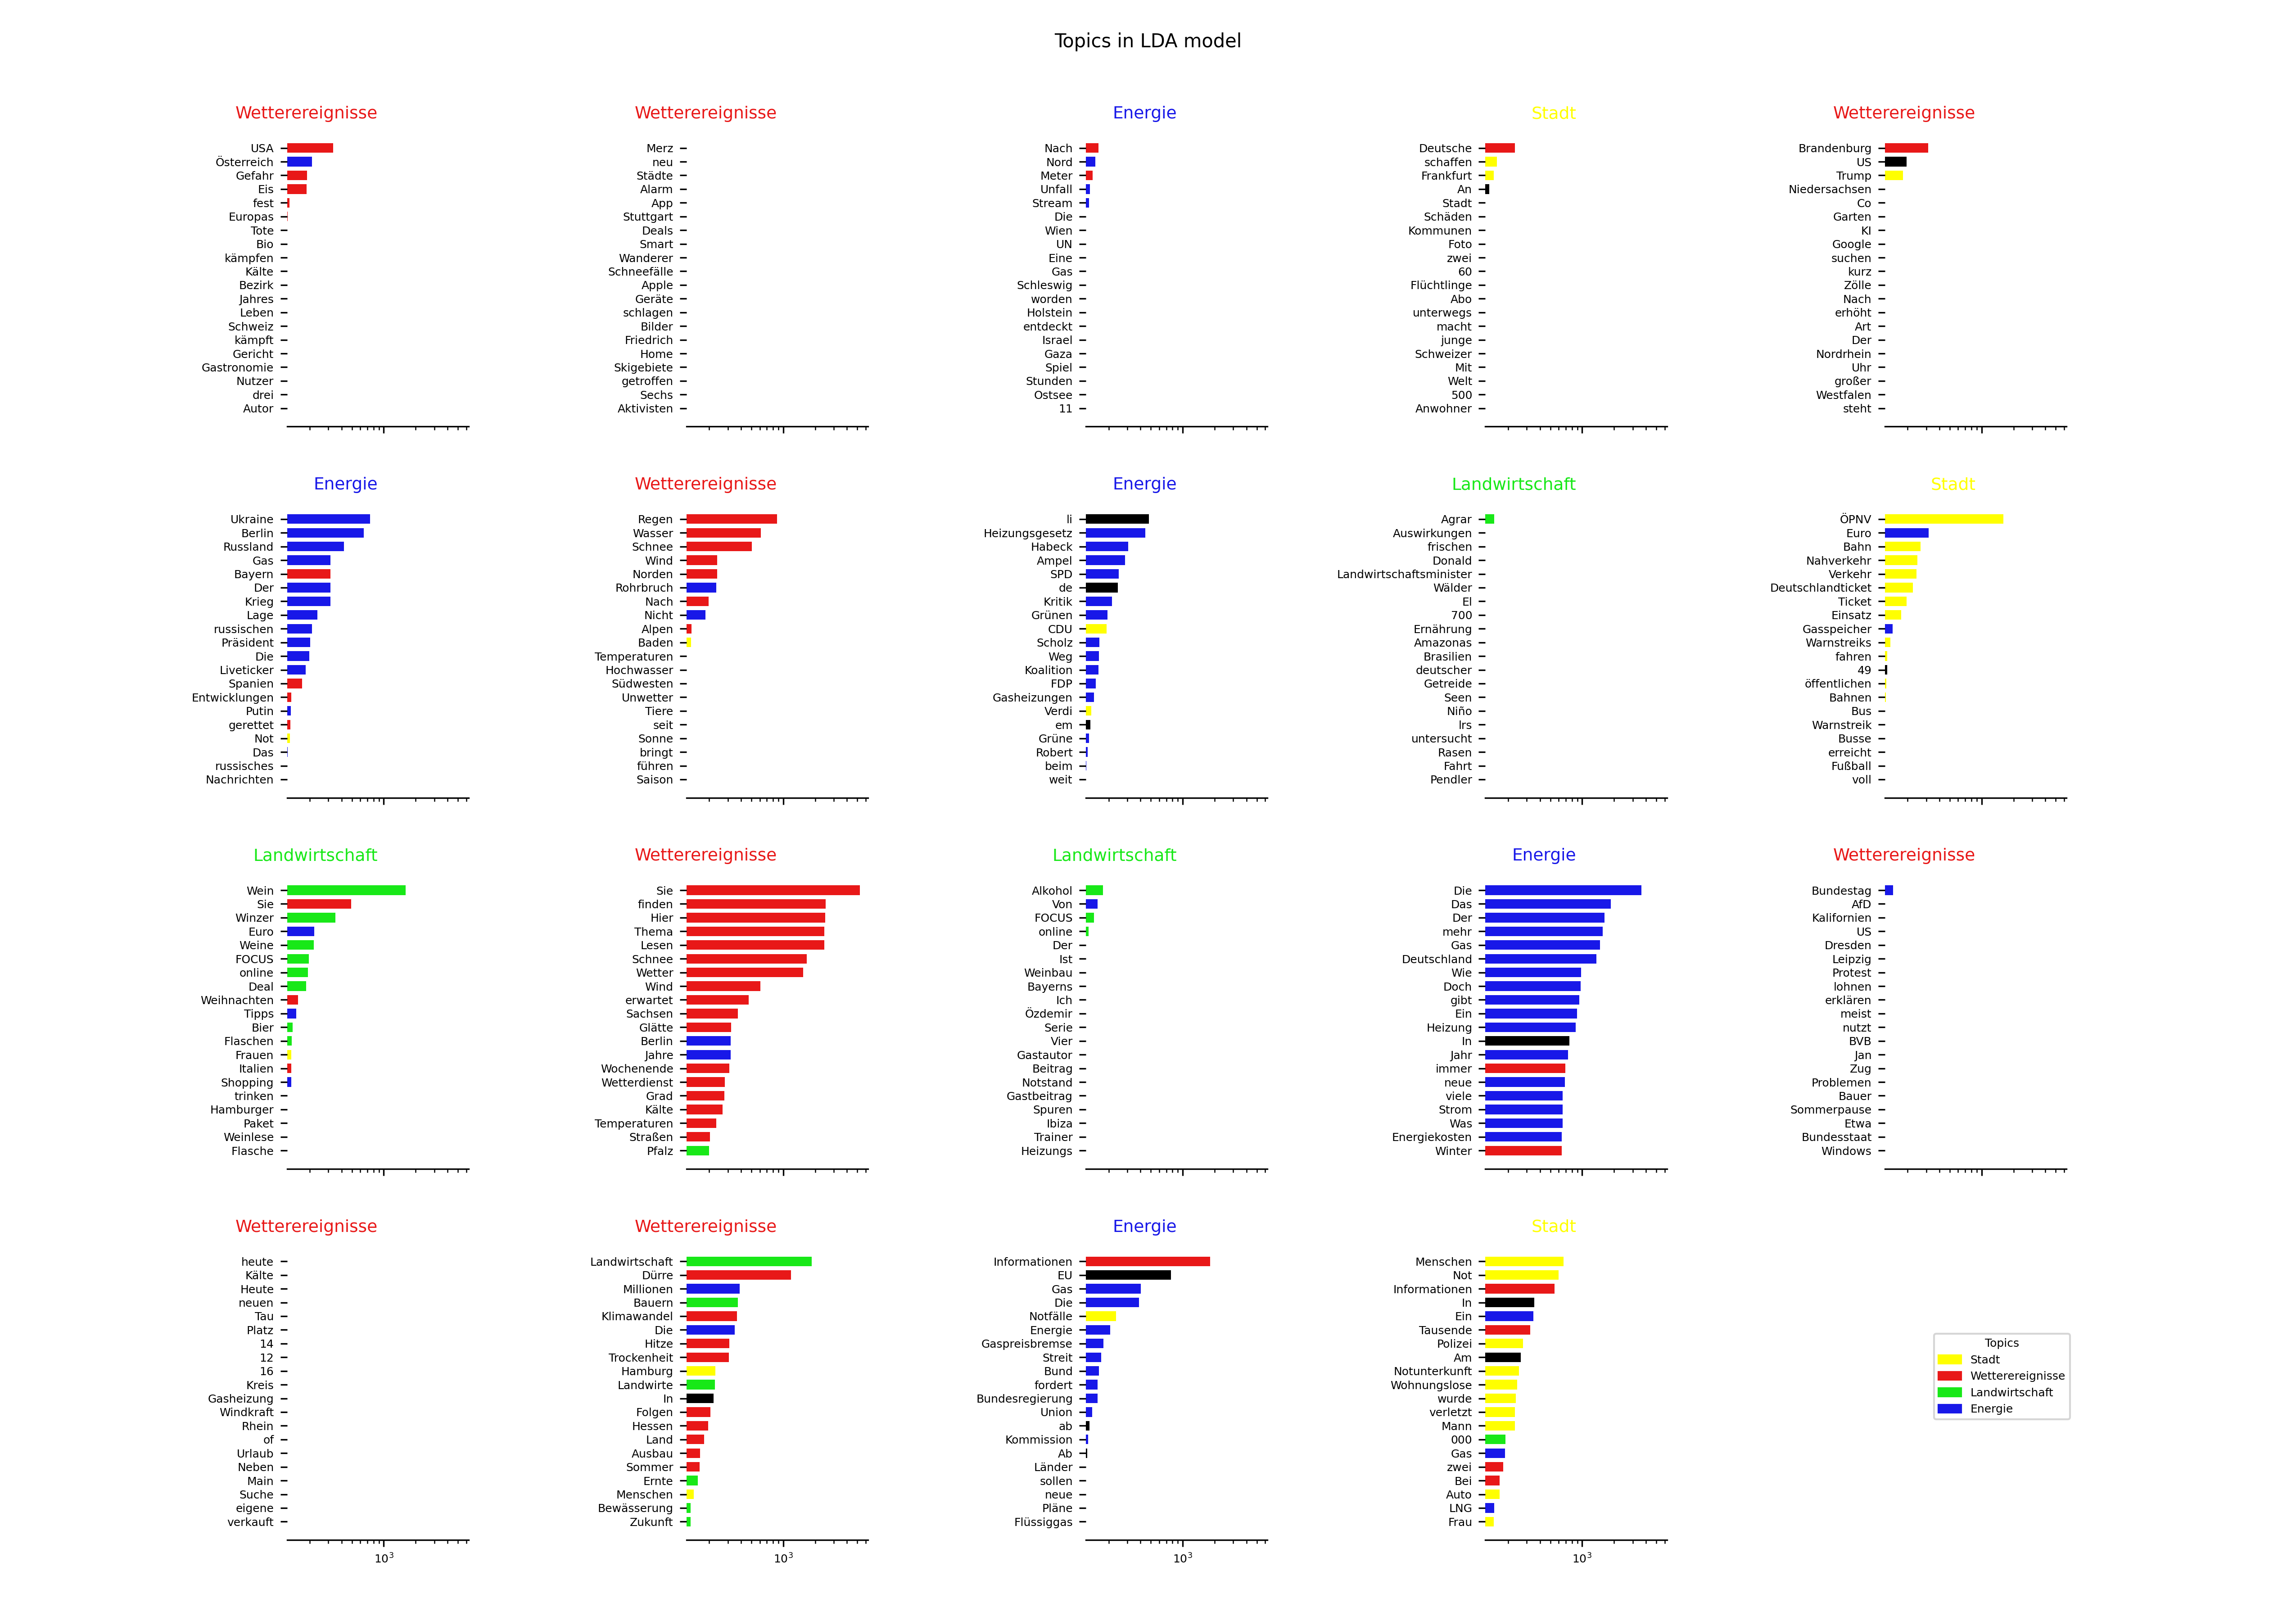 Topics in LDA model
Wetterereignisse
USA
Österreich
Gefahr
Eis
fest
Europas
Tote
Bio
kämpfen
Kälte
Bezirk
Jahres
Leben
Schweiz
kämpft
Gericht
Gastronomie
Nutzer
drei
Autor
Wetterereignisse
Merz
neu
Städte
Alarm
App
Stuttgart
Deals
Smart
Wanderer
Schneefälle
Apple
Geräte
schlagen
Bilder
Friedrich
Home
Skigebiete
getroffen
Sechs
Aktivisten
Energie
Nach
Nord
Meter
Unfall
Stream
Die
Wien
UN
Eine
Gas
Schleswig
worden
Holstein
entdeckt
Israel
Gaza
Spiel
Stunden
Ostsee
11
Stadt
Deutsche
schaffen
Frankfurt
An
Stadt
Schäden
Kommunen
Foto
zwei
60
Flüchtlinge
Abo
unterwegs
macht
junge
Schweizer
Mit
Welt
500
Anwohner
Wetterereignisse
Brandenburg
US
Trump
Niedersachsen
Co
Garten
KI
Google
suchen
kurz
Zölle
Nach
erhöht
Art
Der
Nordrhein
Uhr
großer
Westfalen
steht
Energie
Ukraine
Berlin
Russland
Gas
Bayern
Der
Krieg
Lage
russischen
Präsident
Die
Liveticker
Spanien
Entwicklungen
Putin
gerettet
Not
Das
russisches
Nachrichten
Wetterereignisse
Regen
Wasser
Schnee
Wind
Norden
Rohrbruch
Nach
Nicht
Alpen
Baden
Temperaturen
Hochwasser
Südwesten
Unwetter
Tiere
seit
Sonne
bringt
führen
Saison
Energie
li
Heizungsgesetz
Habeck
Ampel
SPD
de
Kritik
Grünen
CDU
Scholz
Weg
Koalition
FDP
Gasheizungen
Verdi
em
Grüne
Robert
beim
weit
Landwirtschaft
Agrar
Auswirkungen
frischen
Donald
Landwirtschaftsminister
Wälder
El
700
Ernährung
Amazonas
Brasilien
deutscher
Getreide
Seen
Niño
Irs
untersucht
Rasen
Fahrt
Pendler
Stadt
ÖPNV
Euro
Bahn
Nahverkehr
Verkehr
Deutschlandticket
Ticket
Einsatz
Gasspeicher
Warnstreiks
fahren
49
öffentlichen
Bahnen
Bus
Warnstreik
Busse
erreicht
Fußball
voll
Landwirtschaft
Wein
Sie
Winzer
Euro
Weine
FOCUS
online
Deal
Weihnachten
Tipps
Bier
Flaschen
Frauen
Italien
Shopping
trinken
Hamburger
Paket
Weinlese
Flasche
Wetterereignisse
Sie
finden
Hier
Thema
Lesen
Schnee
Wetter
Wind
erwartet
Sachsen
Glätte
Berlin
Jahre
Wochenende
Wetterdienst
Grad
Kälte
Temperaturen
Straßen
Pfalz
Landwirtschaft
Alkohol
Von
FOCUS
online
Der
Ist
Weinbau
Bayerns
Ich
Özdemir
Serie
Vier
Gastautor
Beitrag
Notstand
Gastbeitrag
Spuren
Ibiza
Trainer
Heizungs
Energie
Die
Das
Der
mehr
Gas
Deutschland
Wie
Doch
gibt
Ein
Heizung
In
Jahr
immer
neue
viele
Strom
Was
Energiekosten
Winter
Wetterereignisse
Bundestag
AfD
Kalifornien
US
Dresden
Leipzig
Protest
lohnen
erklären
meist
nutzt
BVB
Jan
Zug
Problemen
Bauer
Sommerpause
Etwa
Bundesstaat
Windows
Wetterereignisse
heute
Kälte
Heute
neuen
Tau
Platz
14
12
16
Kreis
Gasheizung
Windkraft
Rhein
of
Urlaub
Neben
Main
Suche
eigene
verkauft
10³
Wetterereignisse
Landwirtschaft
Dürre
Millionen
Bauern
Klimawandel
Die
Hitze
Trockenheit
Hamburg
Landwirte
In
Folgen
Hessen
Land
Ausbau
Sommer
Ernte
Menschen
Bewässerung
Zukunft
10³
Energie
Informationen
EU
Gas
Die
Notfälle
Energie
Gaspreisbremse
Streit
Bund
fordert
Bundesregierung
Union
ab
Kommission
Ab
Länder
sollen
neue
Pläne
Flüssiggas
10³
Stadt
Menschen
Not
Informationen
In
Ein
Tausende
Polizei
Am
Notunterkunft
Wohnungslose
wurde
verletzt
Mann
000
Gas
zwei
Bei
Auto
LNG
Frau
10³
Topics
Stadt
Wetterereignisse
Landwirtschaft
Energie